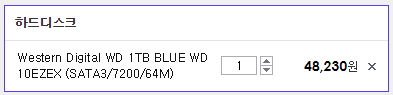 하드디스크
Western Digital WD 1TB BLUE WD
10EZEX (SATA3/7200/64M)
1
48,230원 ×